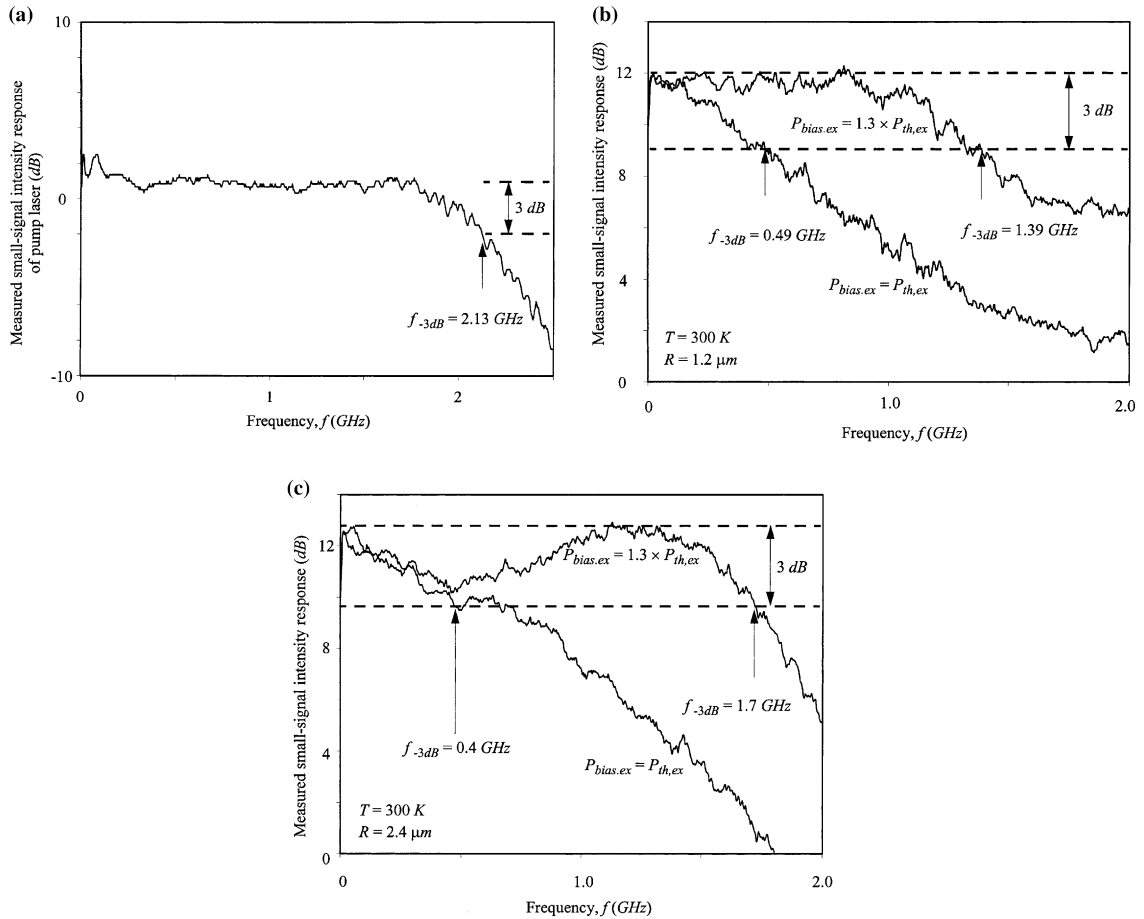 (a)
10
0
-10
Measured small-signal intensity response
of pump laser (dB)
3 dB
f -3dB = 2.13 GHz
0
1
2
Frequency, f (GHz)
(b)
12
8
4
0
Measured small-signal intensity response (dB)
3 dB
Pbias.ex = 1.3 × Pth,ex
f -3dB = 0.49 GHz
f -3dB = 1.39 GHz
Pbias.ex = Pth,ex
T = 300 K
R = 1.2 µm
0
1.0
2.0
Frequency, f (GHz)
(c)
12
8
4
0
Measured small-signal intensity response (dB)
Pbias.ex = 1.3 × Pth,ex
3 dB
f -3dB = 1.7 GHz
f -3dB = 0.4 GHz
Pbias.ex = Pth,ex
T = 300 K
R = 2.4 µm
0
1.0
2.0
Frequency, f (GHz)